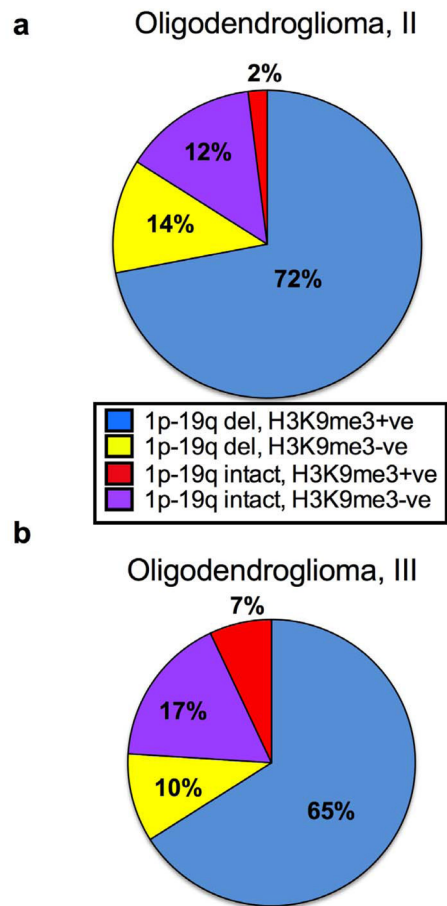 a
Oligodendroglioma, II
2%
12%
14%
72%
1p-19q del, H3K9me3+ve
1p-19q del, H3K9me3-ve
1p-19q intact, H3K9me3+ve
1p-19q intact, H3K9me3-ve
b
Oligodendroglioma, III
7%
17%
10%
65%